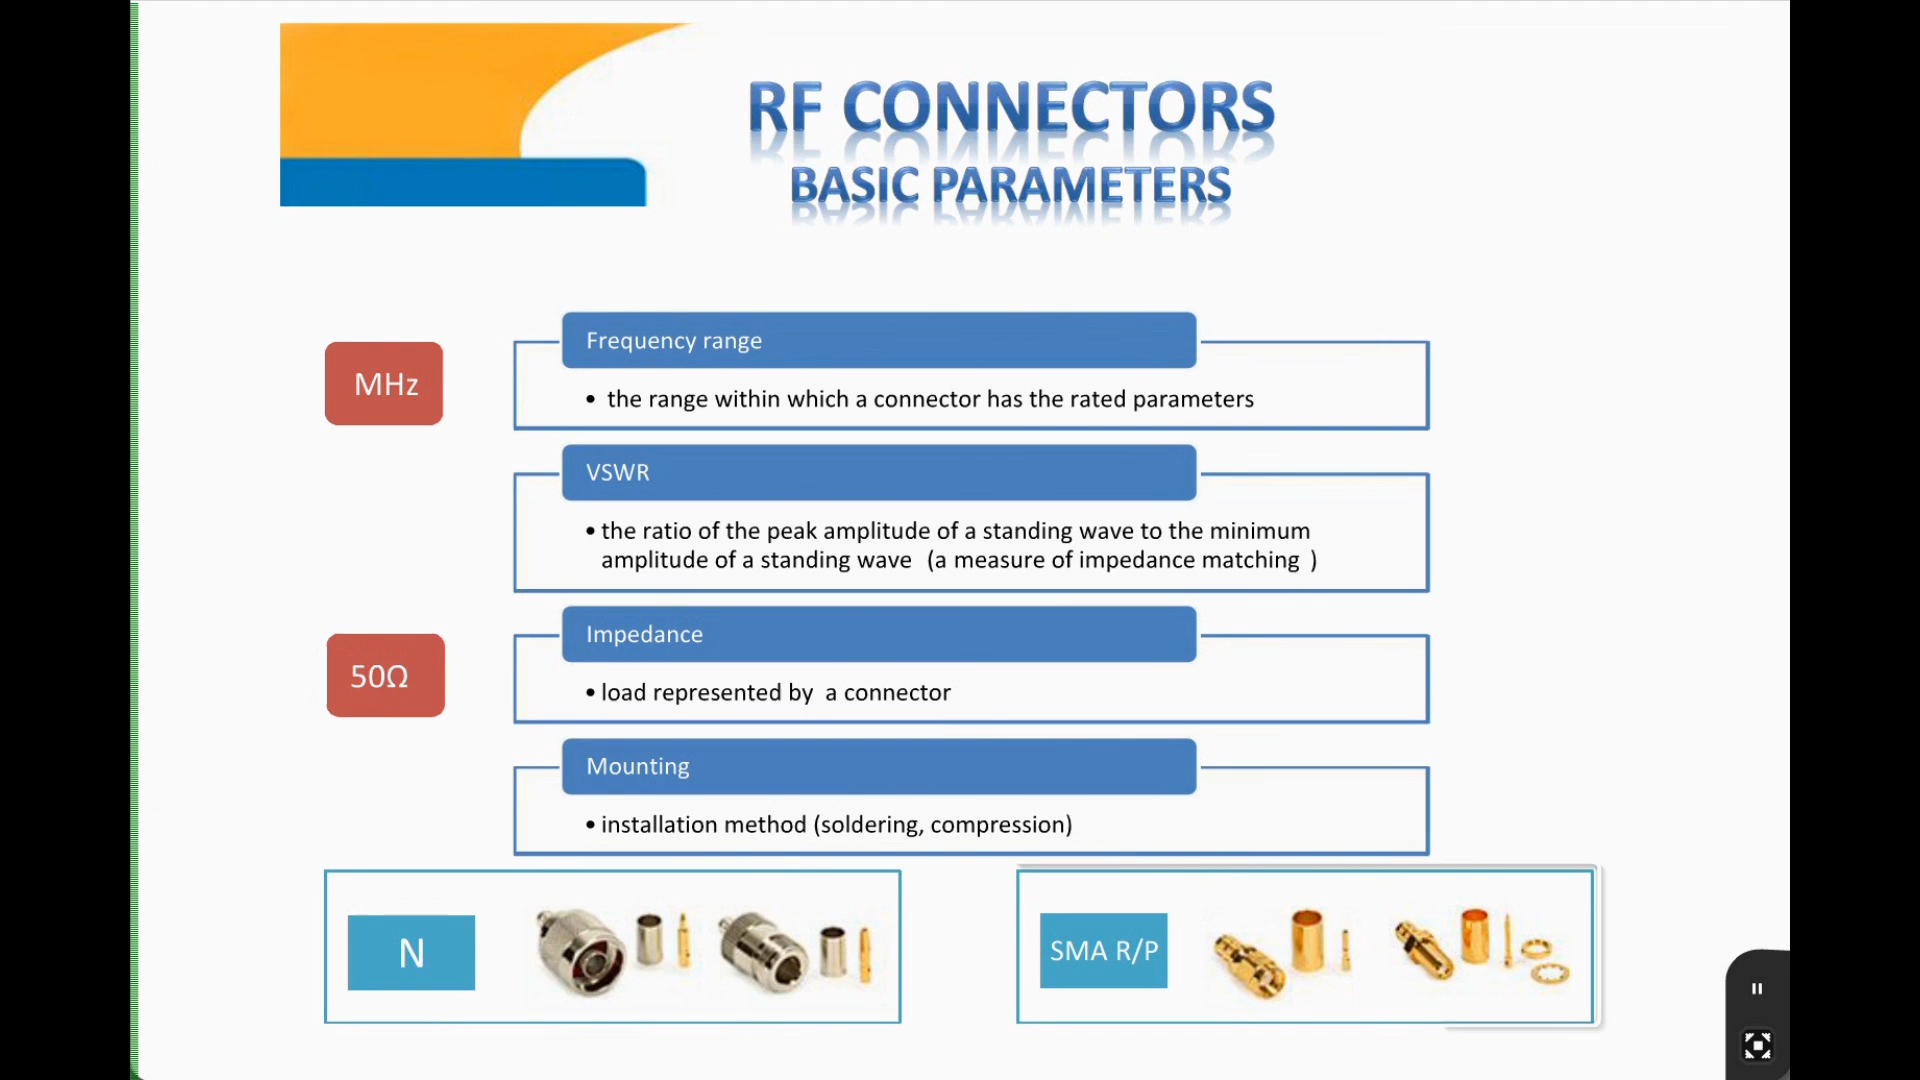 RF CONNECTORS
BASIC PARAMETERS
MHz
Frequency range
• the range within which a connector has the rated parameters
VSWR
• the ratio of the peak amplitude of a standing wave to the minimum
amplitude of a standing wave (a measure of impedance matching )
50Ω
Impedance
• load represented by a connector
Mounting
• installation method (soldering, compression)
N
SMA R/P